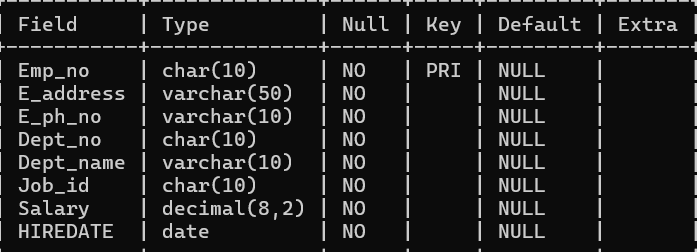 | Field | Type | Null | Key | Default | Extra |
| Emp_no | char(10) | NO | PRI | NULL | |
| E_address | varchar(50) | NO | | NULL | |
| E_ph_no | varchar(10) | NO | | NULL | |
| Dept_no | char(10) | NO | | NULL | |
| Dept_name | varchar(10) | NO | | NULL | |
| Job_id | char(10) | NO | | NULL | |
| Salary | decimal(8,2) | NO | | NULL | |
| HIREDATE | date | NO | | NULL | |